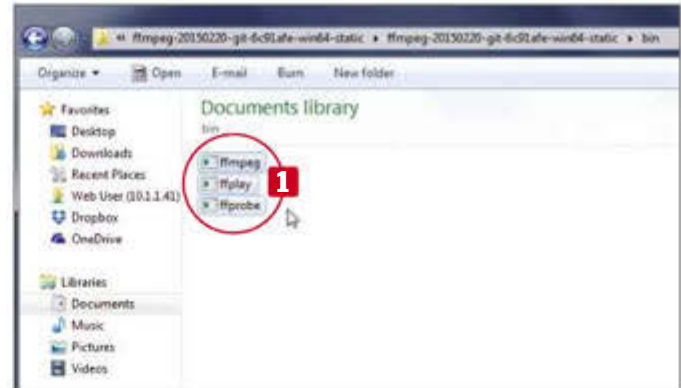 « ffmpeg-20150220-git-6c91afe-win64-static ▸ ffmpeg-20150220-git-6c91afe-win64-static ▸ bin
Organize ▾ Open E-mail Burn New folder
Favorites
Desktop
Downloads
Recent Places
Web User (10.1.1.41)
Dropbox
OneDrive
Libraries
Documents
Music
Pictures
Videos
Documents library
bin
ffmpeg
ffplay
ffprobe
1